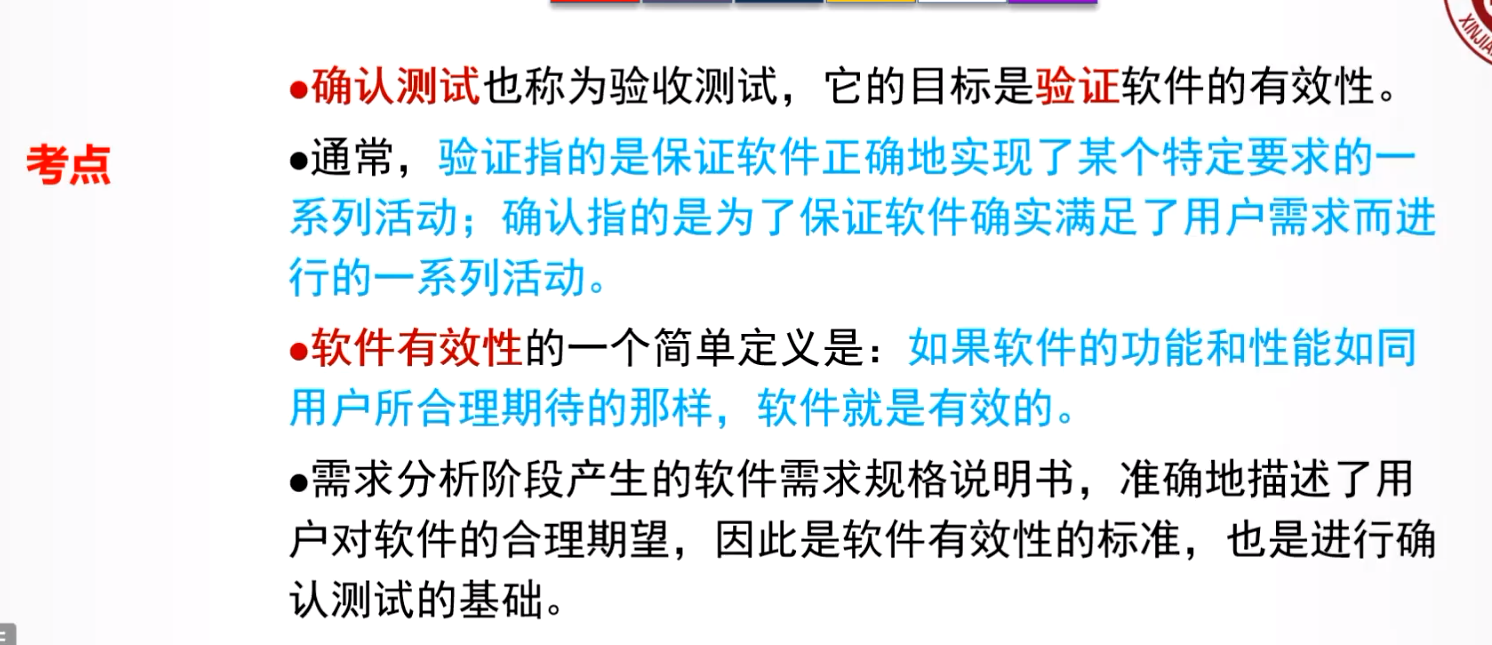 ●确认测试也称为验收测试，它的目标是验证软件的有效性。
考点
●通常，验证指的是保证软件正确地实现了某个特定要求的一
系列活动；确认指的是为了保证软件确实满足了用户需求而进
行的一系列活动。
●软件有效性的一个简单定义是：如果软件的功能和性能如同
用户所合理期待的那样，软件就是有效的。
●需求分析阶段产生的软件需求规格说明书，准确地描述了用
户对软件的合理期望，因此是软件有效性的标准，也是进行确
认测试的基础。